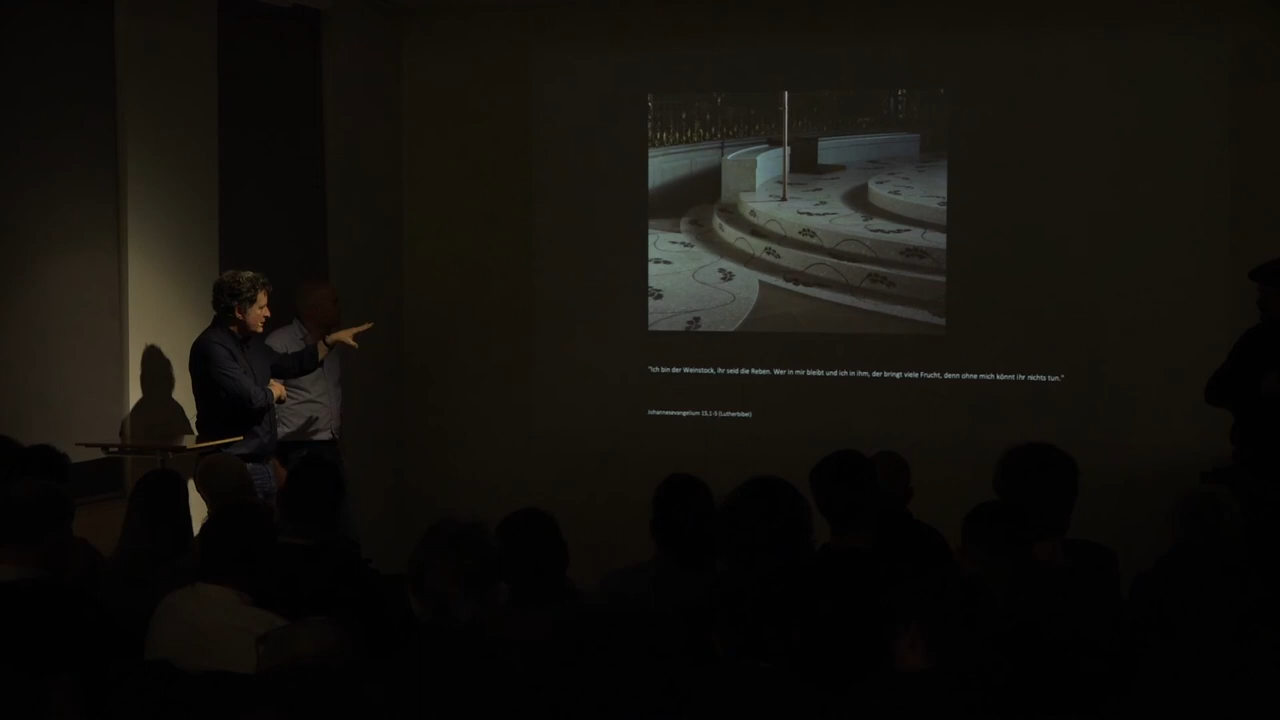 "Ich bin der Weinstock, ihr seid die Reben. Wer in mir bleibt und ich in ihm, der bringt viele Frucht, denn ohne mich könnt ihr nichts tun."
Johannesevangelium 15,1-5 (Lutherbibel)